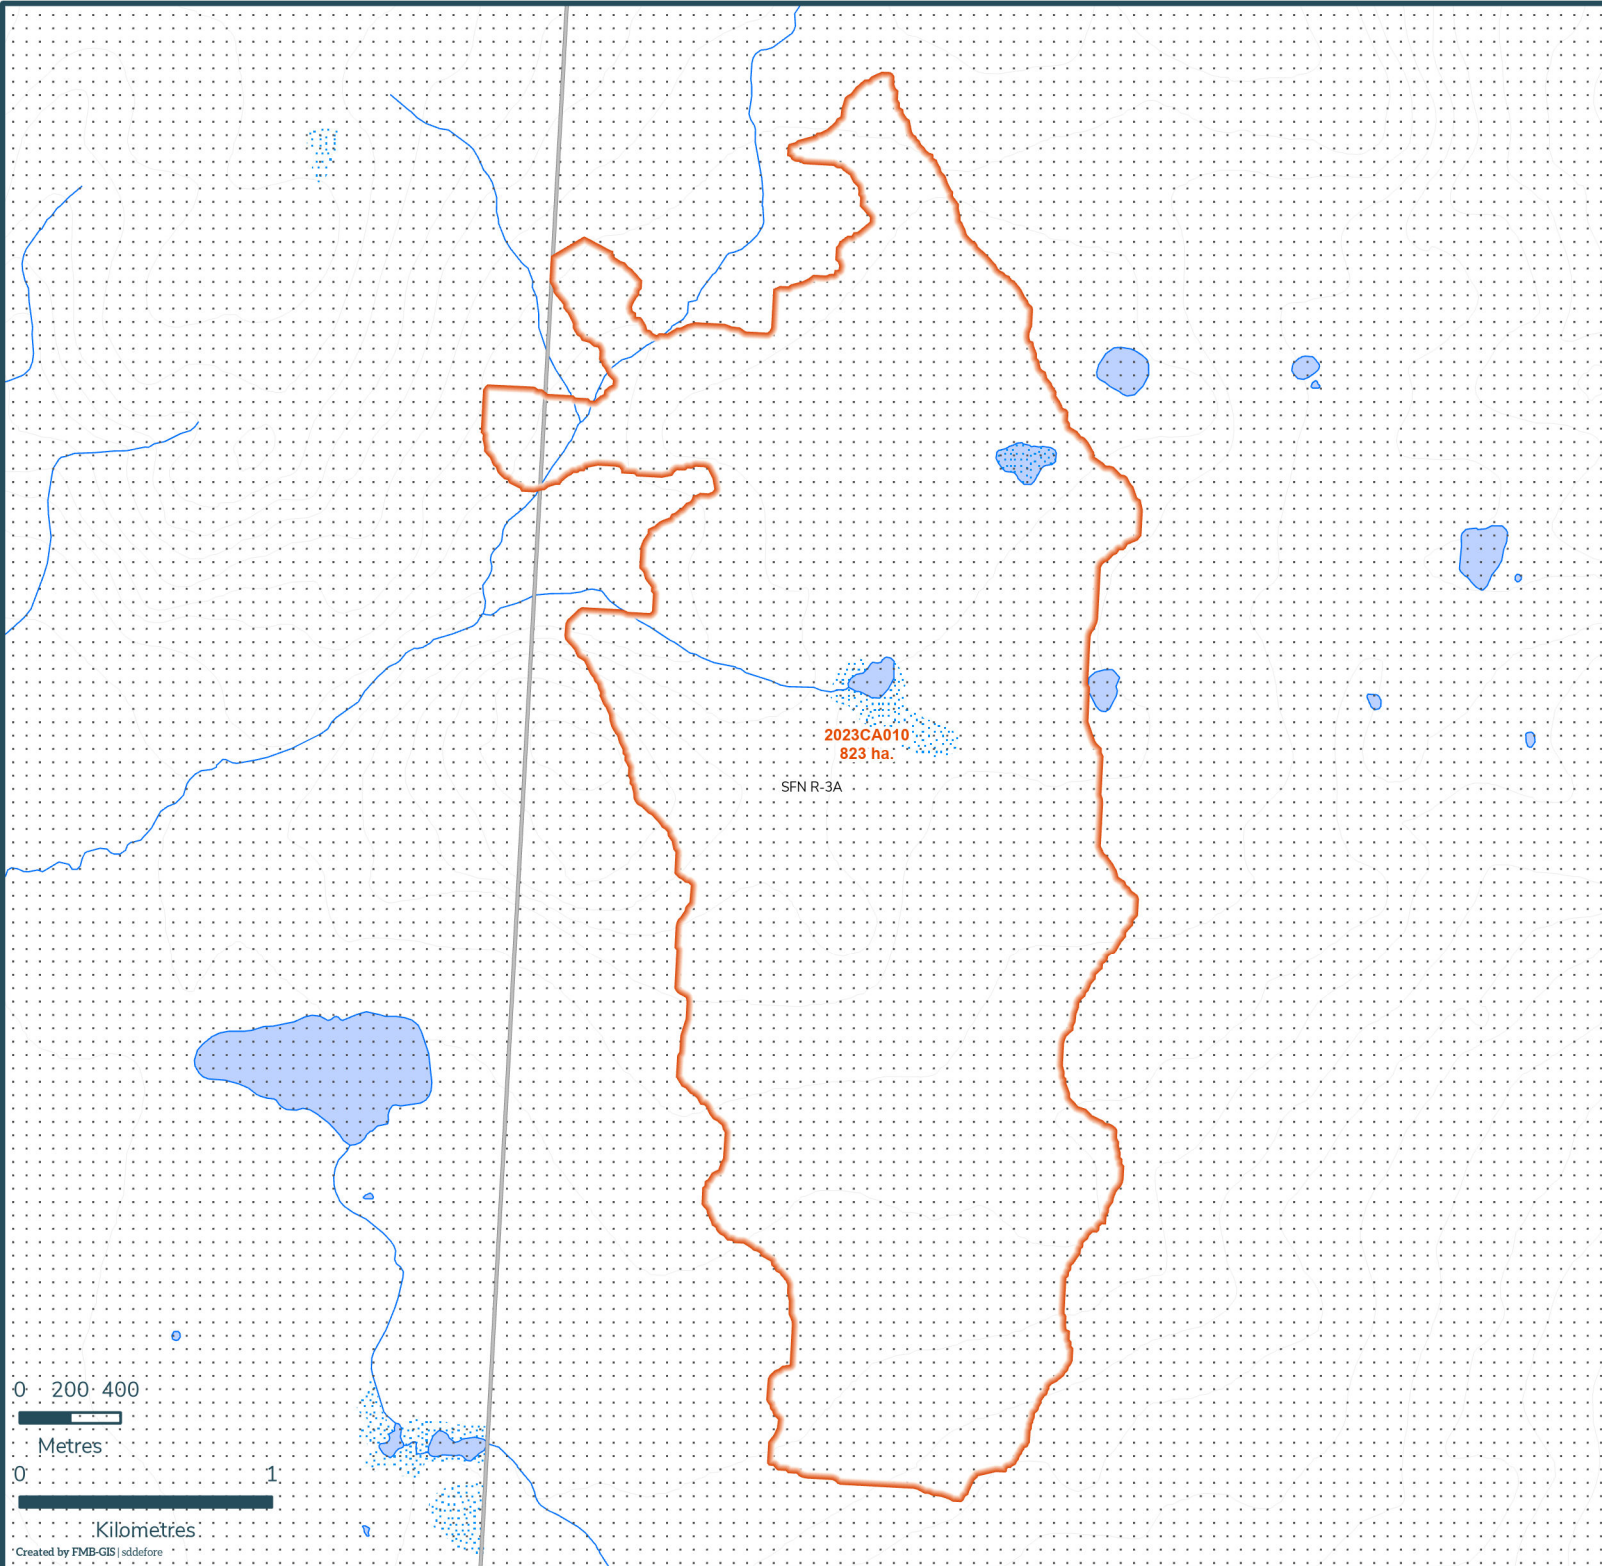 2023CA010
823 ha.
SFN R-3A
0 200 400
Metres
0 1
Kilometres
Created by FMB-GIS | sddefore